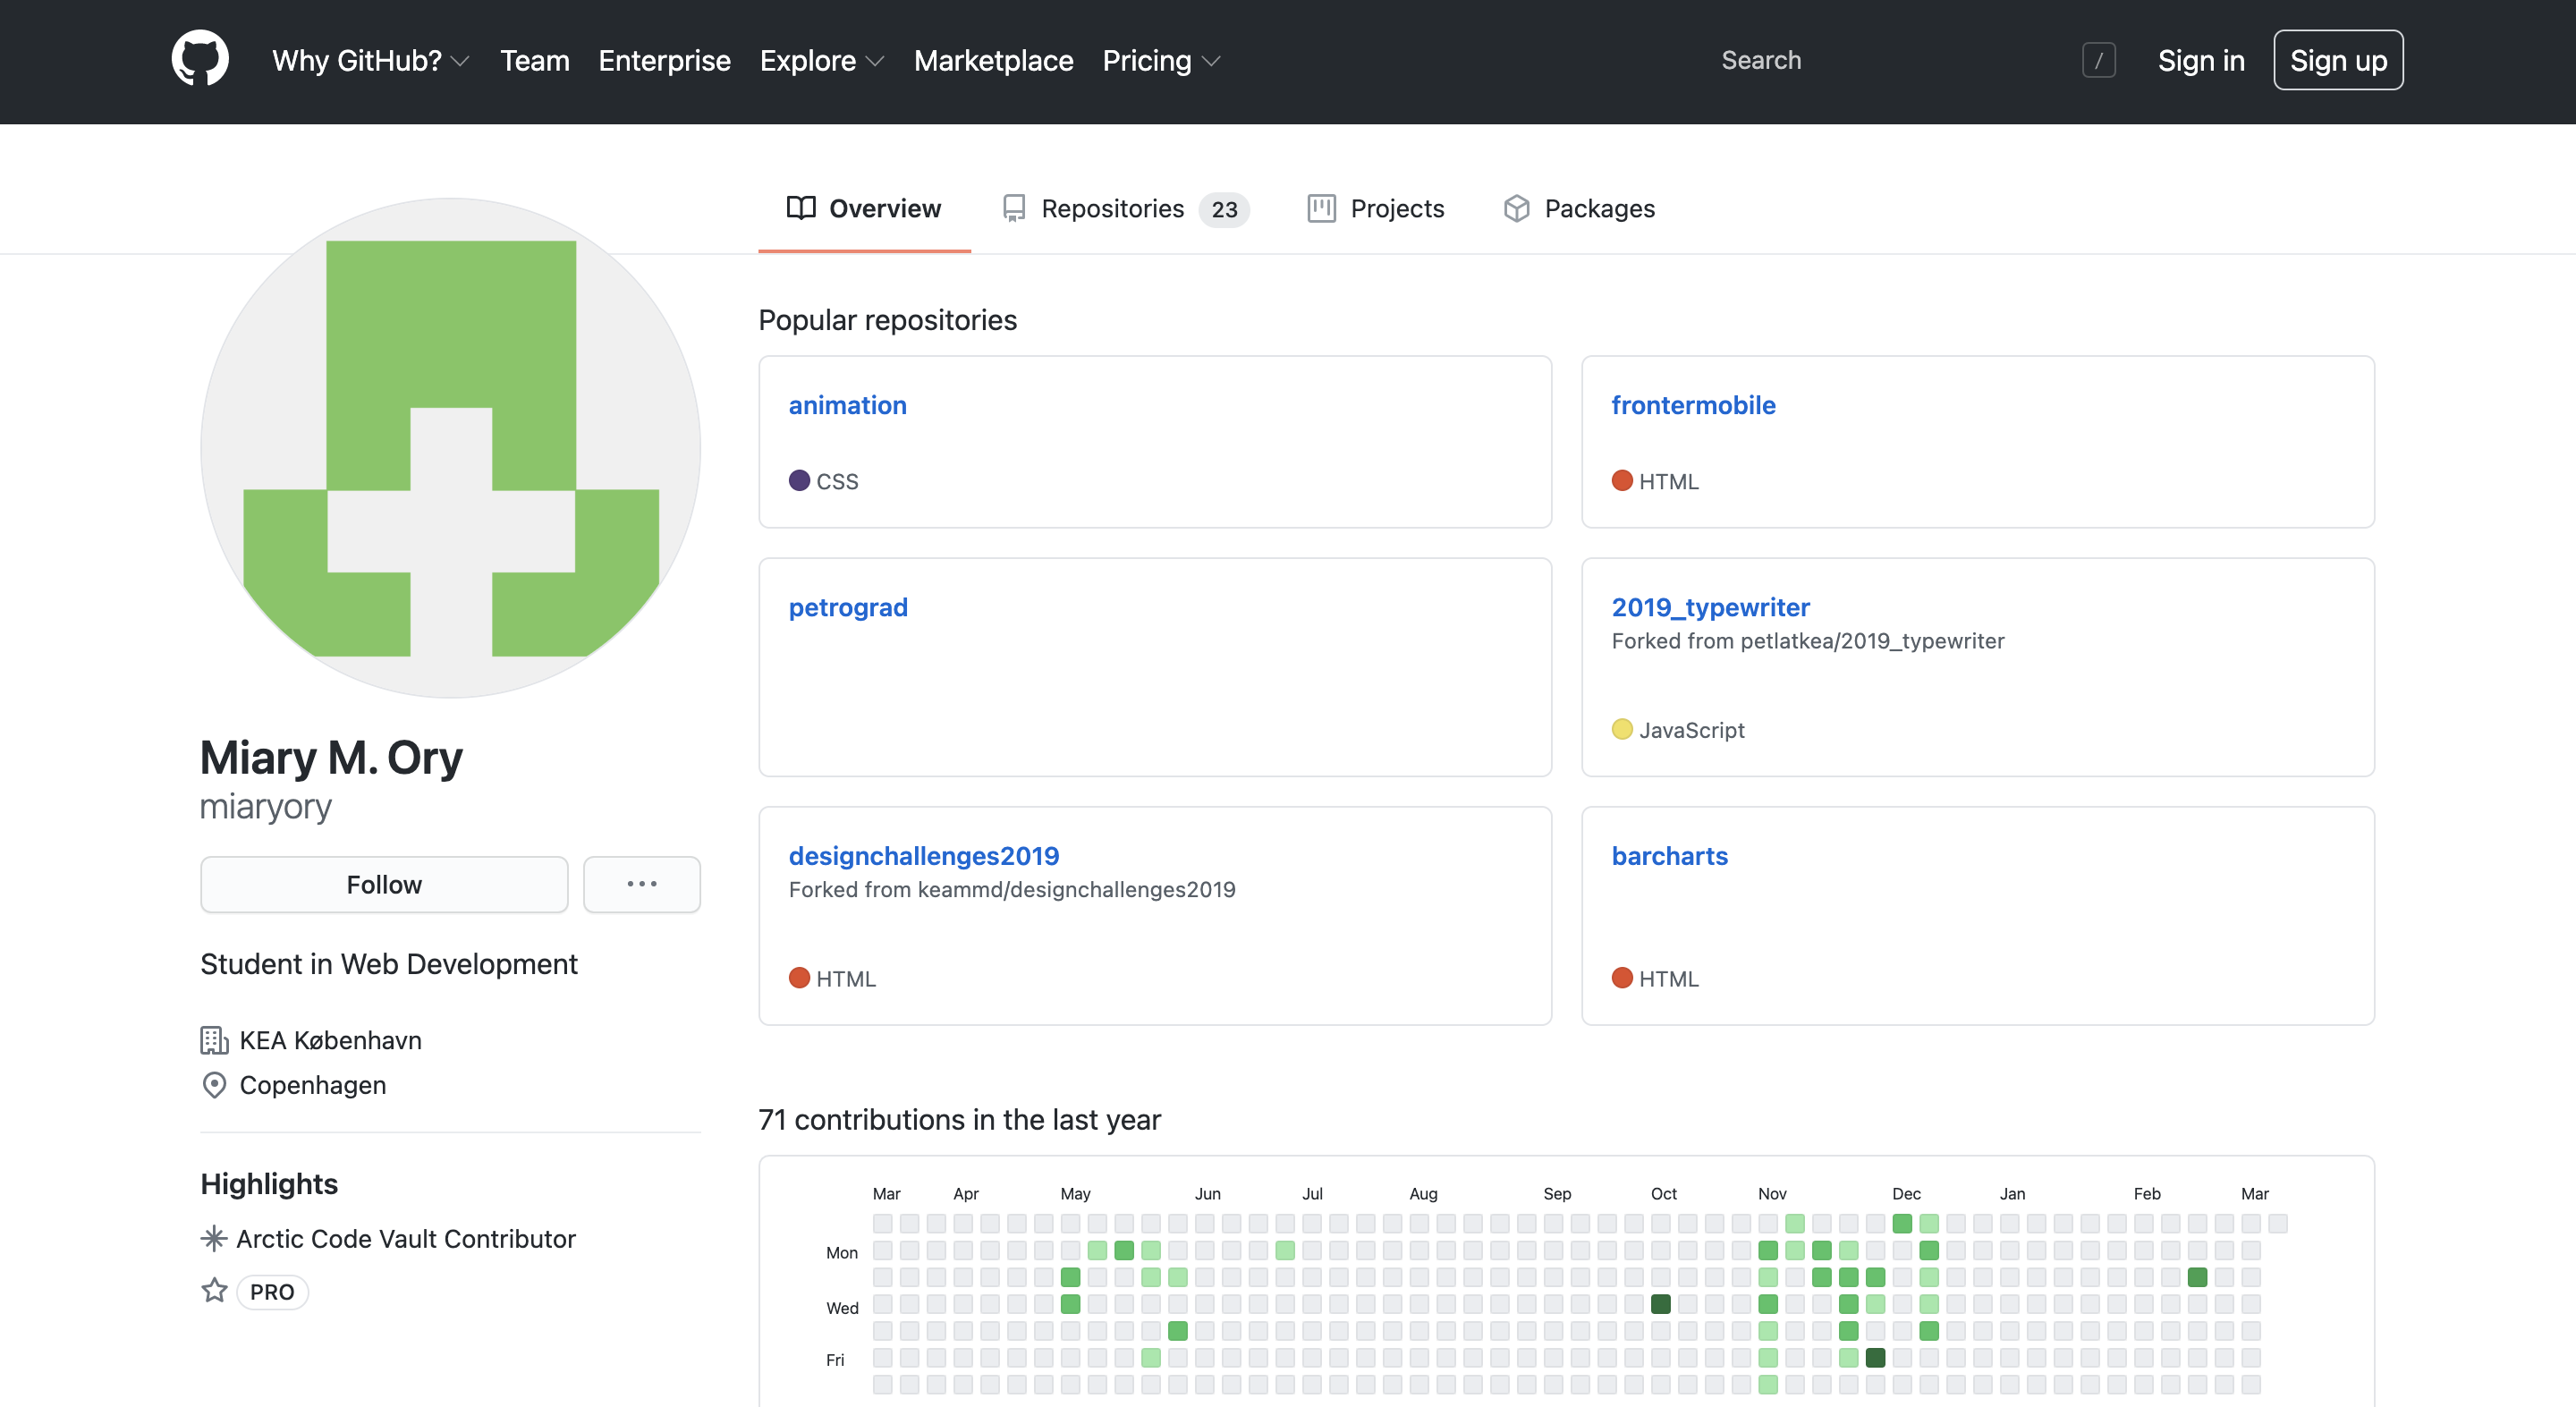 Why GitHub? Team Enterprise Explore Marketplace Pricing Search / Sign in Sign up
Overview Repositories 23 Projects Packages
Miary M. Ory
miaryory
Follow ...
Student in Web Development
KEA København
Copenhagen
Highlights
Arctic Code Vault Contributor
PRO
Popular repositories
animation
CSS
frontermobile
HTML
petrograd
2019_typewriter
Forked from petlatkea/2019_typewriter
JavaScript
designchallenges2019
Forked from keammd/designchallenges2019
HTML
barcharts
HTML
71 contributions in the last year
Mar Apr May Jun Jul Aug Sep Oct Nov Dec Jan Feb Mar
Mon
Wed
Fri